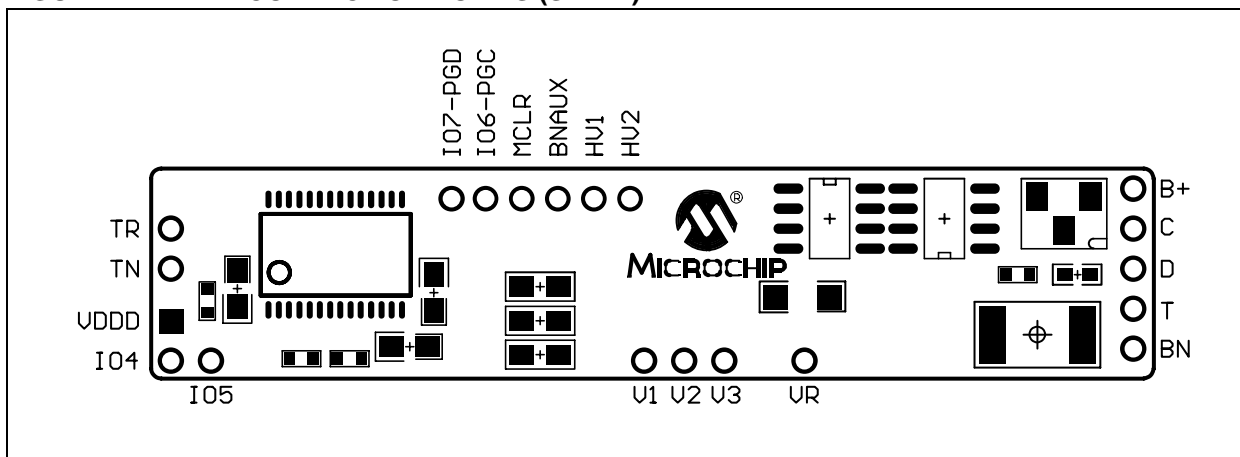 IO7-PGD
IO6-PGC
MCLR
BNAUX
HV1
HV2
B+
TR
C
®
TN
MICROCHIP
D
VDDD
T
IO4
BN
IO5
V1 V2 V3 VR